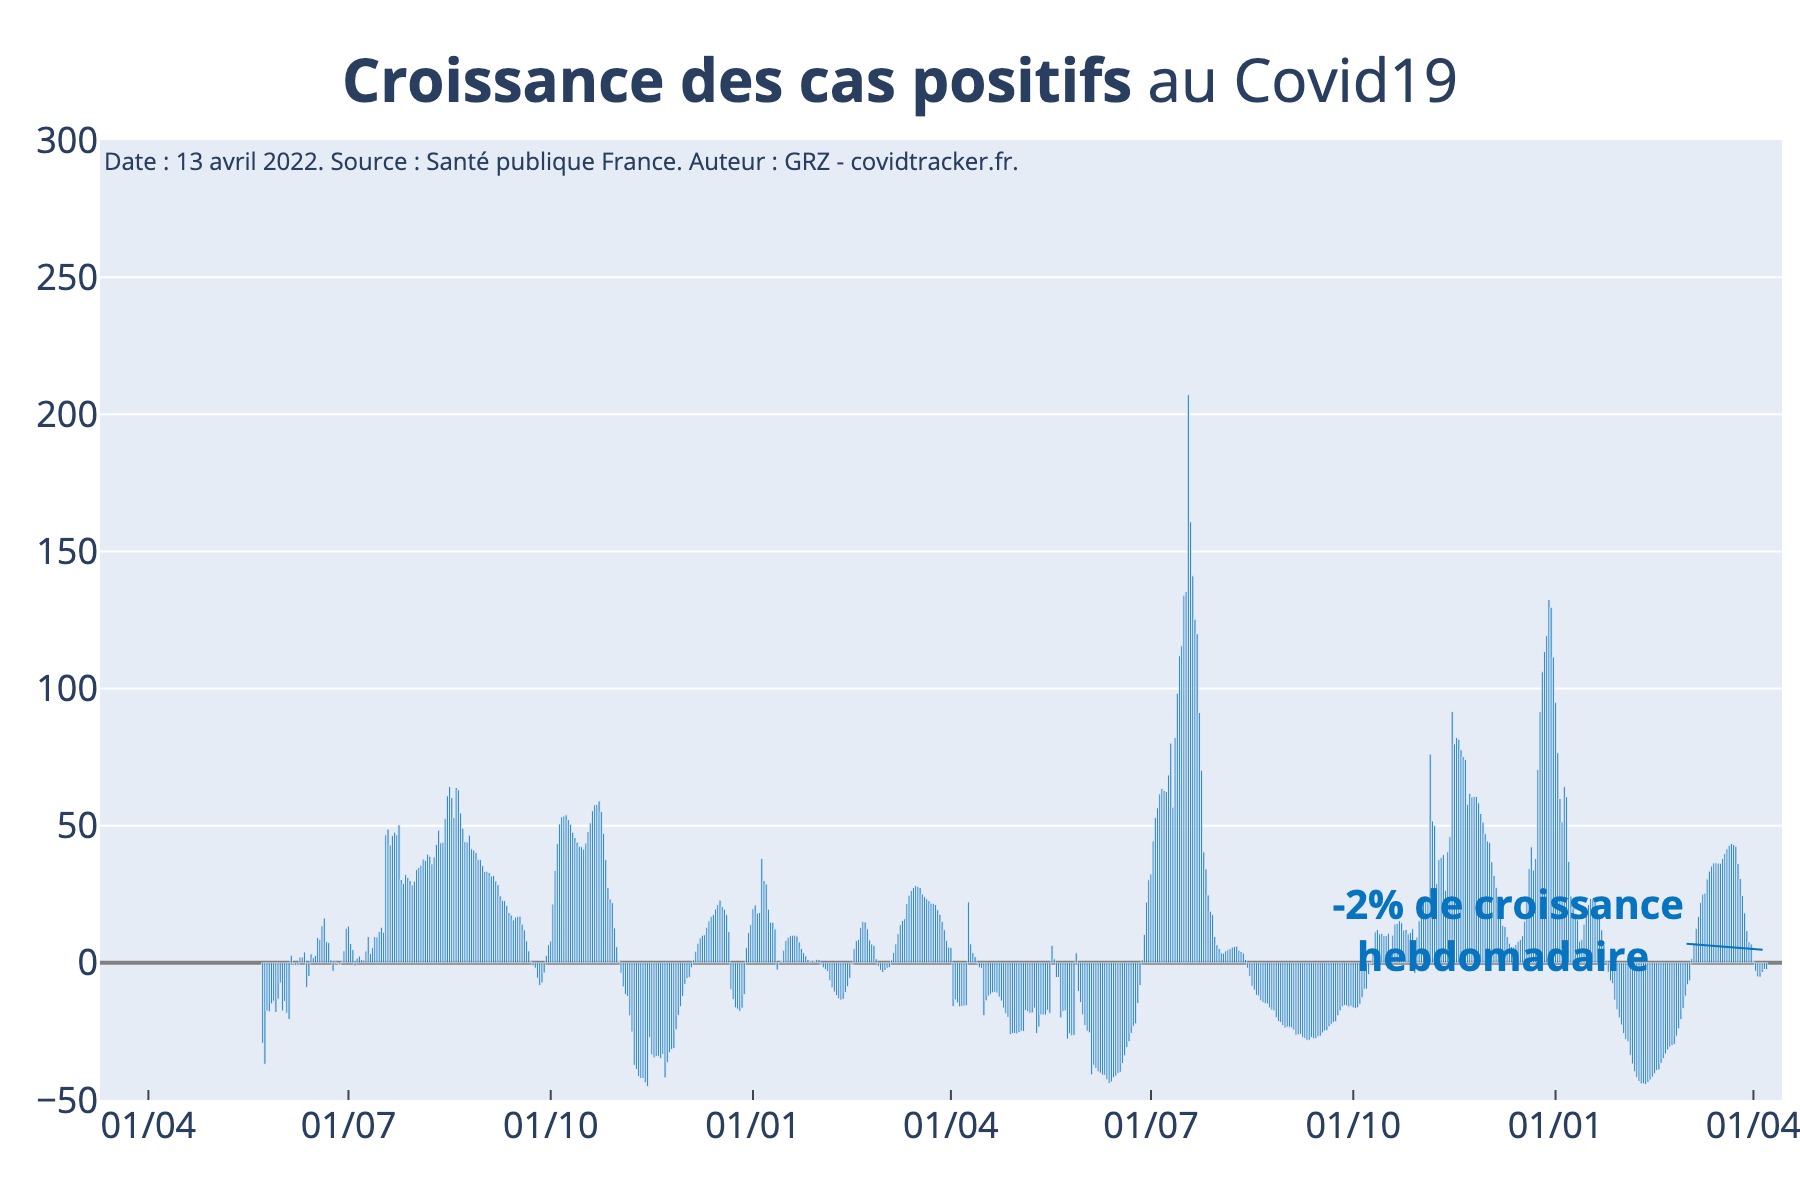 Croissance des cas positifs au Covid19
300
Date : 13 avril 2022. Source : Santé publique France. Auteur : GRZ - covidtracker.fr.
250
200
150
100
50
-2% de croissance
hebdomadaire
0
−50
01/04 01/07 01/10 01/01 01/04 01/07 01/10 01/01 01/04